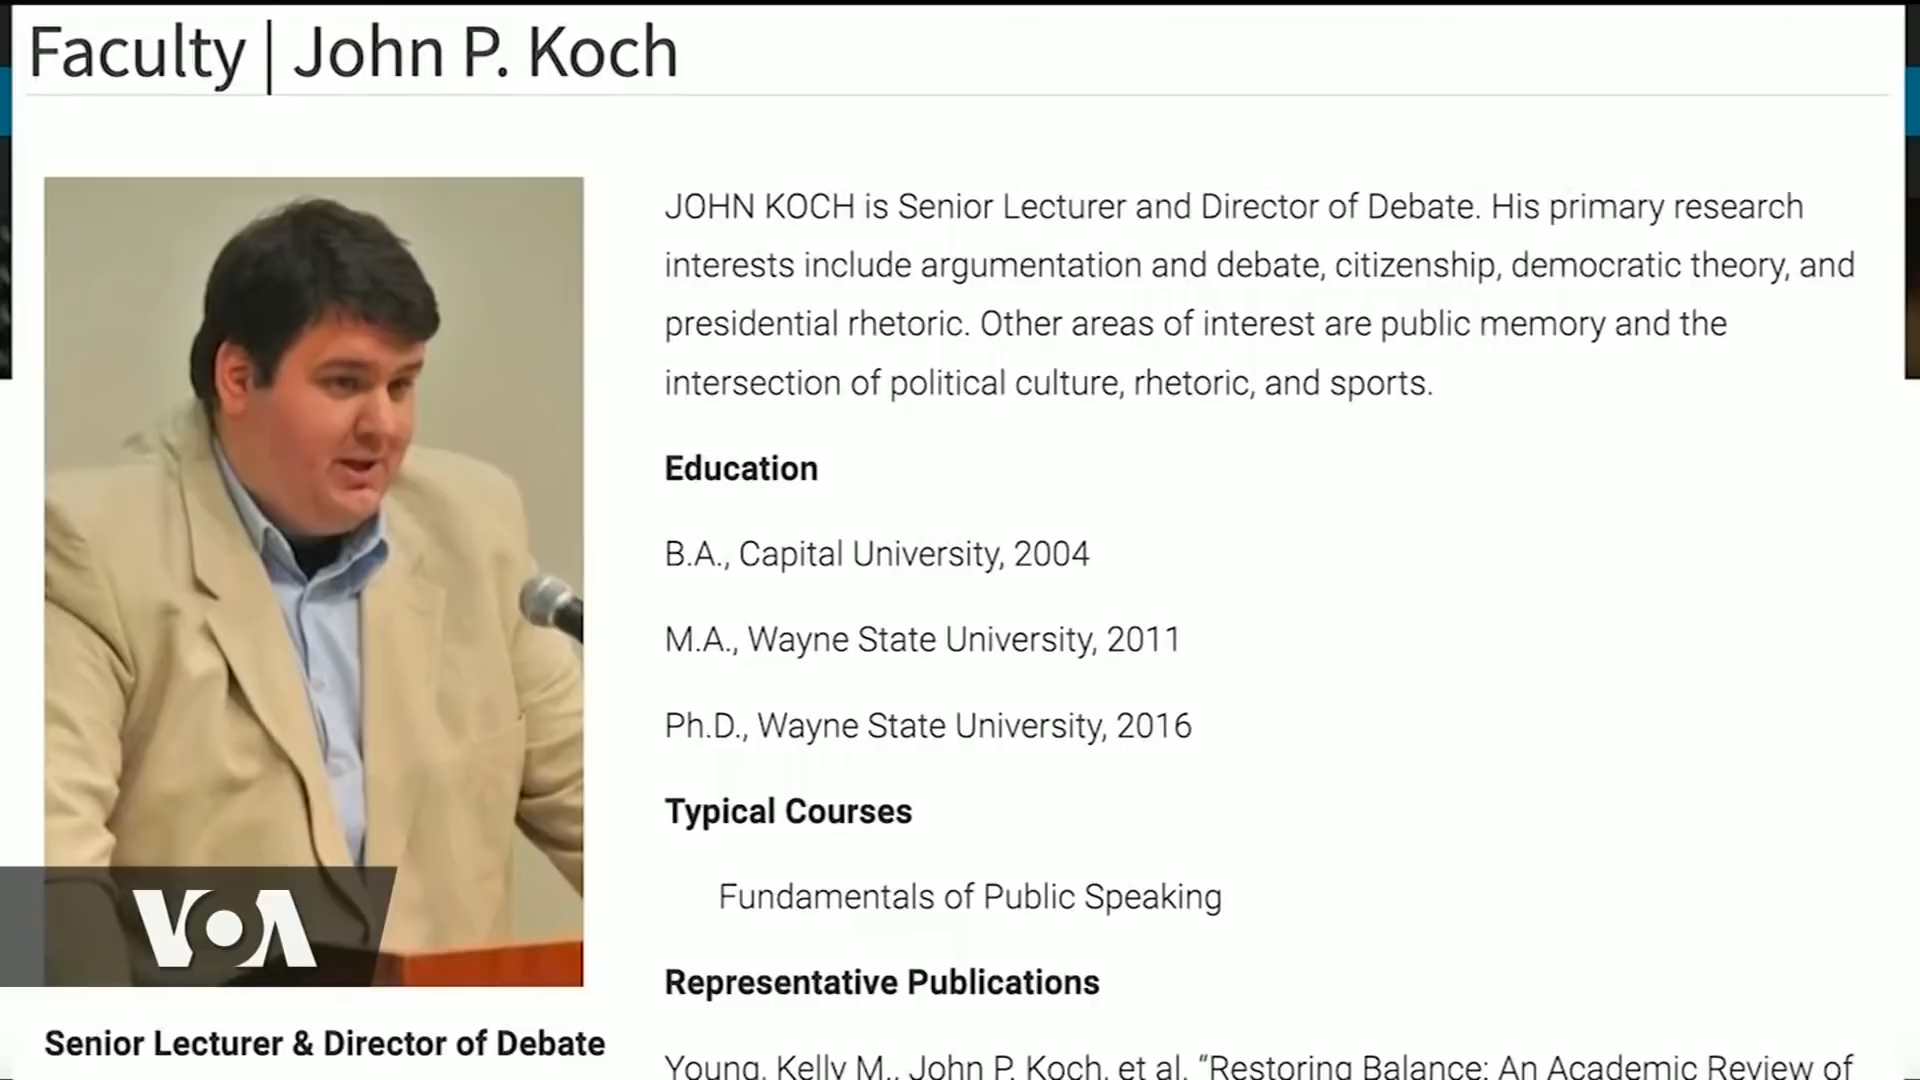 Faculty | John P. Koch
JOHN KOCH is Senior Lecturer and Director of Debate. His primary research
interests include argumentation and debate, citizenship, democratic theory, and
presidential rhetoric. Other areas of interest are public memory and the
intersection of political culture, rhetoric, and sports.
Education
B.A., Capital University, 2004
M.A., Wayne State University, 2011
Ph.D., Wayne State University, 2016
Typical Courses
Fundamentals of Public Speaking
Representative Publications
Young, Kelly M., John P. Koch, et al. “Restoring Balance: An Academic Review of
VOA
Senior Lecturer & Director of Debate